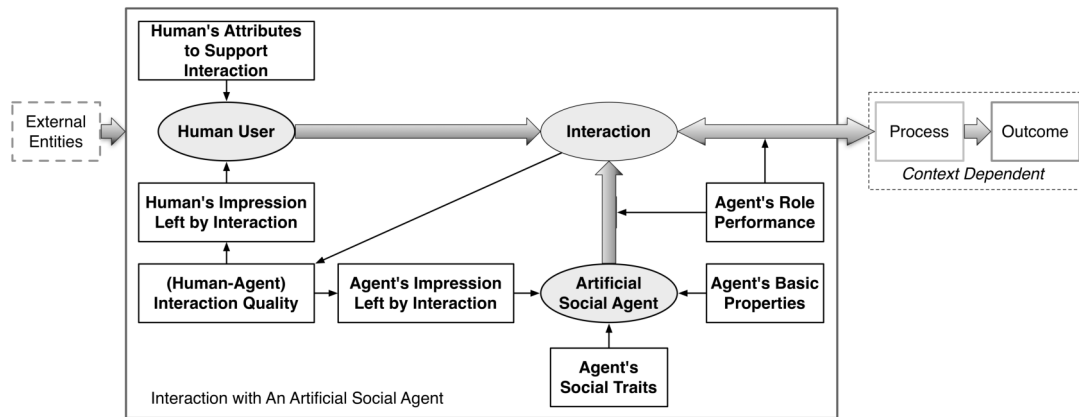 Human's Attributes
to Support
Interaction
External
Entities
Human User
Interaction
Process
Outcome
Context Dependent
Human's Impression
Left by Interaction
Agent's Role
Performance
(Human-Agent)
Interaction Quality
Agent's Impression
Left by Interaction
Artificial
Social Agent
Agent's Basic
Properties
Agent's
Social Traits
Interaction with An Artificial Social Agent